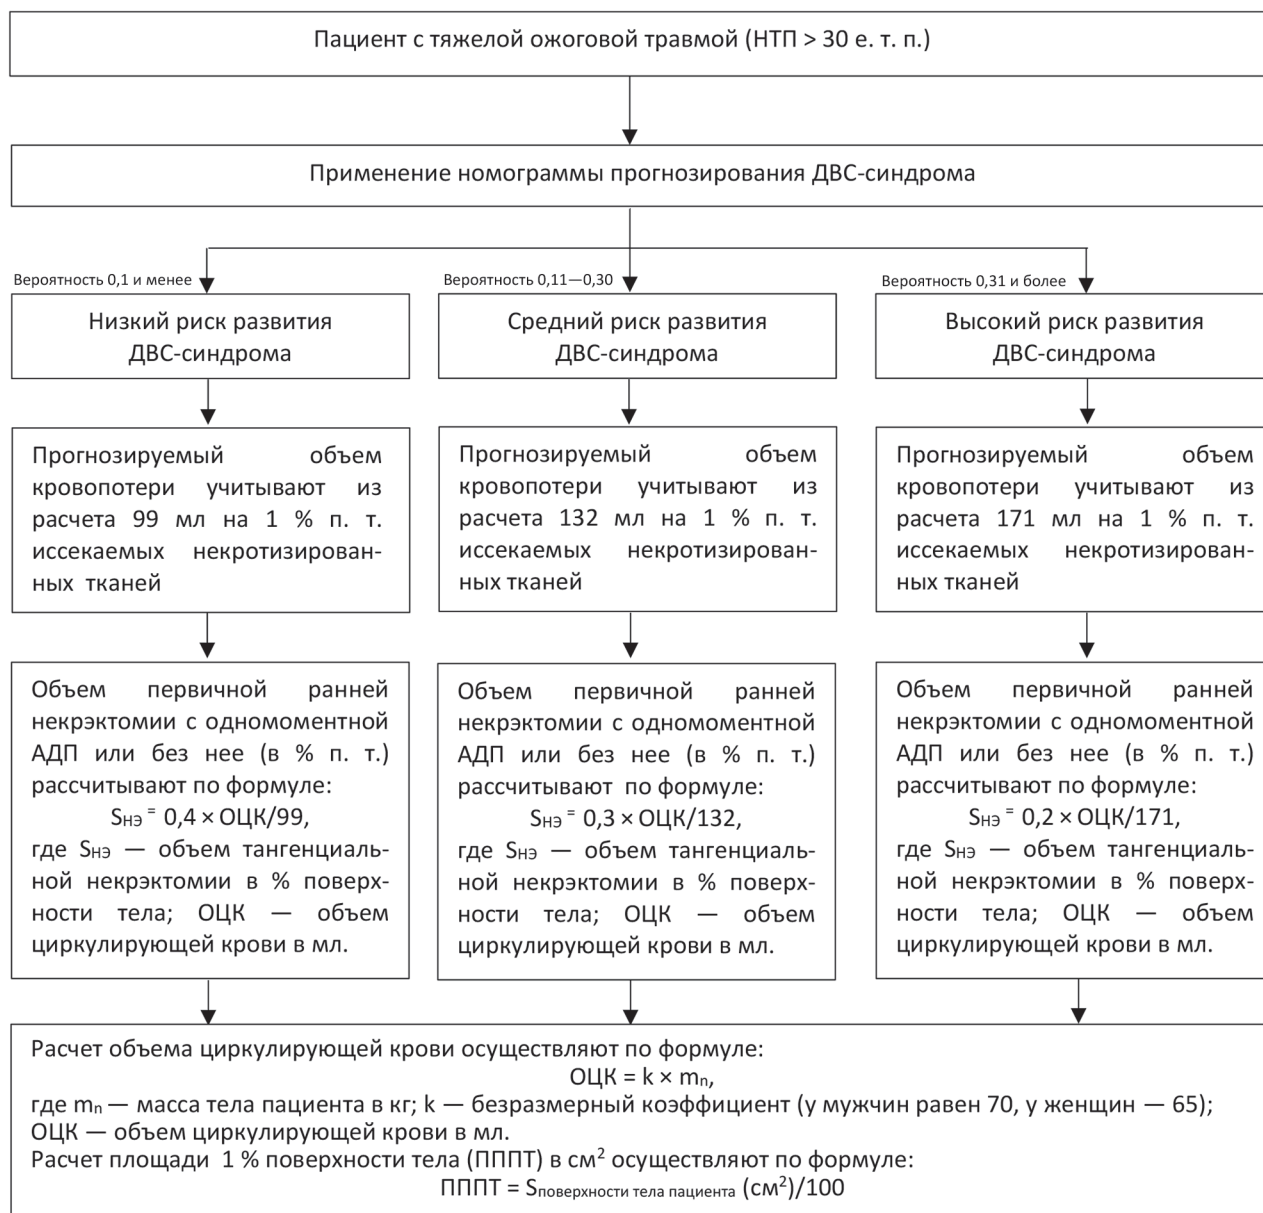 Пациент с тяжелой ожоговой травмой (НТП > 30 е. т. п.)
Применение номограммы прогнозирования ДВС-синдрома
Вероятность 0,1 и менее
Низкий риск развития
ДВС-синдрома
Прогнозируемый объем
кровопотери учитывают из
расчета 99 мл на 1 % п. т.
иссекаемых некротизирован-
ных тканей
Объем первичной ранней
некрэктомии с одномоментной
АДП или без нее (в % п. т.)
рассчитывают по формуле:
Sнэ = 0,4 × ОЦК/99,
где Sнэ — объем тангенциаль-
ной некрэктомии в % поверх-
ности тела; ОЦК — объем
циркулирующей крови в мл.
Вероятность 0,11—0,30
Средний риск развития
ДВС-синдрома
Прогнозируемый объем
кровопотери учитывают из
расчета 132 мл на 1 % п. т.
иссекаемых некротизирован-
ных тканей
Объем первичной ранней
некрэктомии с одномоментной
АДП или без нее (в % п. т.)
рассчитывают по формуле:
Sнэ = 0,3 × ОЦК/132,
где Sнэ — объем тангенциаль-
ной некрэктомии в % поверх-
ности тела; ОЦК — объем
циркулирующей крови в мл.
Вероятность 0,31 и более
Высокий риск развития
ДВС-синдрома
Прогнозируемый объем
кровопотери учитывают из
расчета 171 мл на 1 % п. т.
иссекаемых некротизирован-
ных тканей
Объем первичной ранней
некрэктомии с одномоментной
АДП или без нее (в % п. т.)
рассчитывают по формуле:
Sнэ = 0,2 × ОЦК/171,
где Sнэ — объем тангенциаль-
ной некрэктомии в % поверх-
ности тела; ОЦК — объем
циркулирующей крови в мл.
Расчет объема циркулирующей крови осуществляют по формуле:
ОЦК = k × mₙ,
где mₙ — масса тела пациента в кг; k — безразмерный коэффициент (у мужчин равен 70, у женщин — 65);
ОЦК — объем циркулирующей крови в мл.
Расчет площади 1 % поверхности тела (ПППТ) в см² осуществляют по формуле:
ПППТ = Sповерхности тела пациента (см²)/100